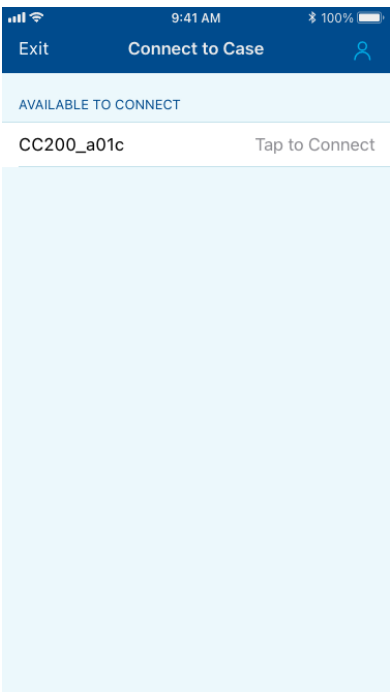 9:41 AM 100%
Exit Connect to Case
AVAILABLE TO CONNECT
CC200_a01c Tap to Connect